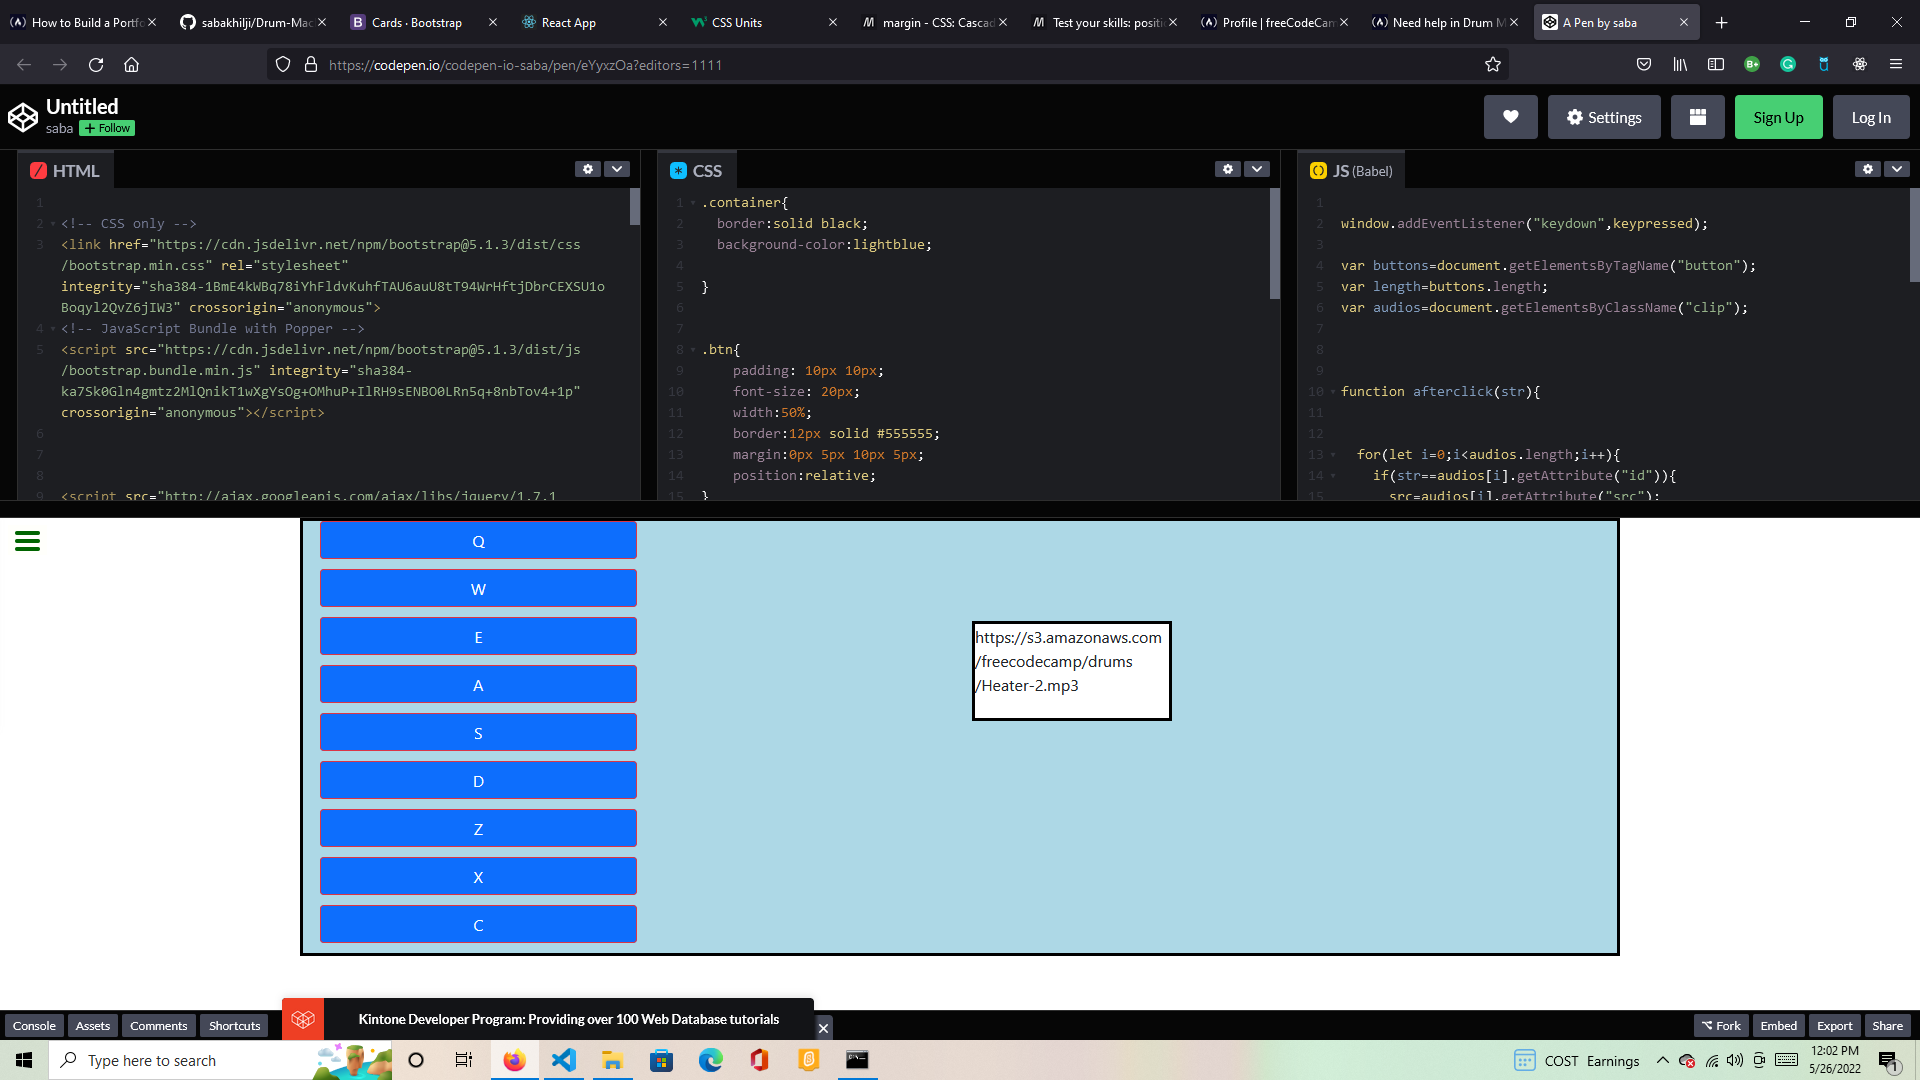 How to Build a Portfo
sabakhilji/Drum-Mac
Cards · Bootstrap
React App
CSS Units
margin - CSS: Cascad
Test your skills: positi
Profile | freeCodeCam
Need help in Drum M
A Pen by saba
https://codepen.io/codepen-io-saba/pen/eYyxzOa?editors=1111
Untitled
saba + Follow
Settings
Sign Up
Log In
HTML
1
2 <!-- CSS only -->
3 <link href="https://cdn.jsdelivr.net/npm/bootstrap@5.1.3/dist/css
/bootstrap.min.css" rel="stylesheet"
integrity="sha384-1BmE4kWBq78iYhFldvKuhfTAU6auU8tT94WrHftjDbrCEXSU1o
Boqyl2QvZ6jIW3" crossorigin="anonymous">
4 <!-- JavaScript Bundle with Popper -->
5 <script src="https://cdn.jsdelivr.net/npm/bootstrap@5.1.3/dist/js
/bootstrap.bundle.min.js" integrity="sha384-
ka7Sk0Gln4gmtz2MlQnikT1wXgYsOg+OMhuP+IlRH9sENBO0LRn5q+8nbTov4+1p"
crossorigin="anonymous"></script>
6
7
8
9 <script src="http://ajax.googleapis.com/ajax/libs/jquery/1.7.1
CSS
1 .container{
2 border:solid black;
3 background-color:lightblue;
4
5 }
6
7
8 .btn{
9 padding: 10px 10px;
10 font-size: 20px;
11 width:50%;
12 border:12px solid #555555;
13 margin:0px 5px 10px 5px;
14 position:relative;
15 }
JS (Babel)
1
2 window.addEventListener("keydown",keypressed);
3
4 var buttons=document.getElementsByTagName("button");
5 var length=buttons.length;
6 var audios=document.getElementsByClassName("clip");
7
8
9
10 function afterclick(str){
11
12
13 for(let i=0;i<audios.length;i++){
14 if(str==audios[i].getAttribute("id")){
15 src=audios[i].getAttribute("src");
Q
W
E
A
S
D
Z
X
C
https://s3.amazonaws.com
/freecodecamp/drums
/Heater-2.mp3
Console
Assets
Comments
Shortcuts
Kintone Developer Program: Providing over 100 Web Database tutorials
Fork
Embed
Export
Share
Type here to search
COST Earnings
12:02 PM
5/26/2022
1